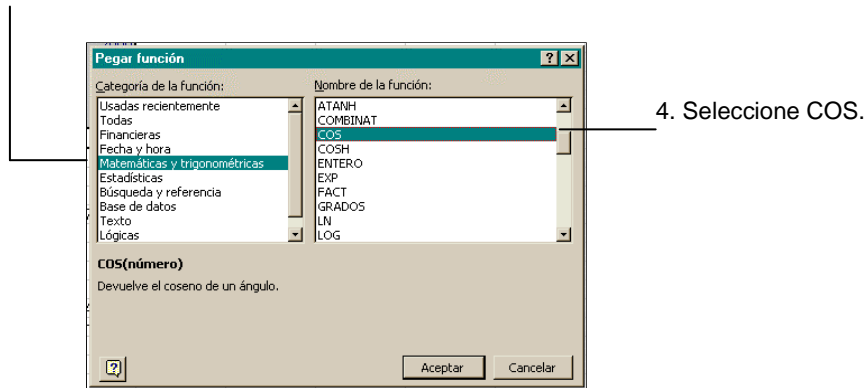 Pegar función
Categoría de la función:
Usadas recientemente
Todas
Financieras
Fecha y hora
Matemáticas y trigonométricas
Estadísticas
Búsqueda y referencia
Base de datos
Texto
Lógicas
Nombre de la función:
ATANH
COMBINAT
COS
COSH
ENTERO
EXP
FACT
GRADOS
LN
LOG
4. Seleccione COS.
COS(número)
Devuelve el coseno de un ángulo.
Aceptar
Cancelar